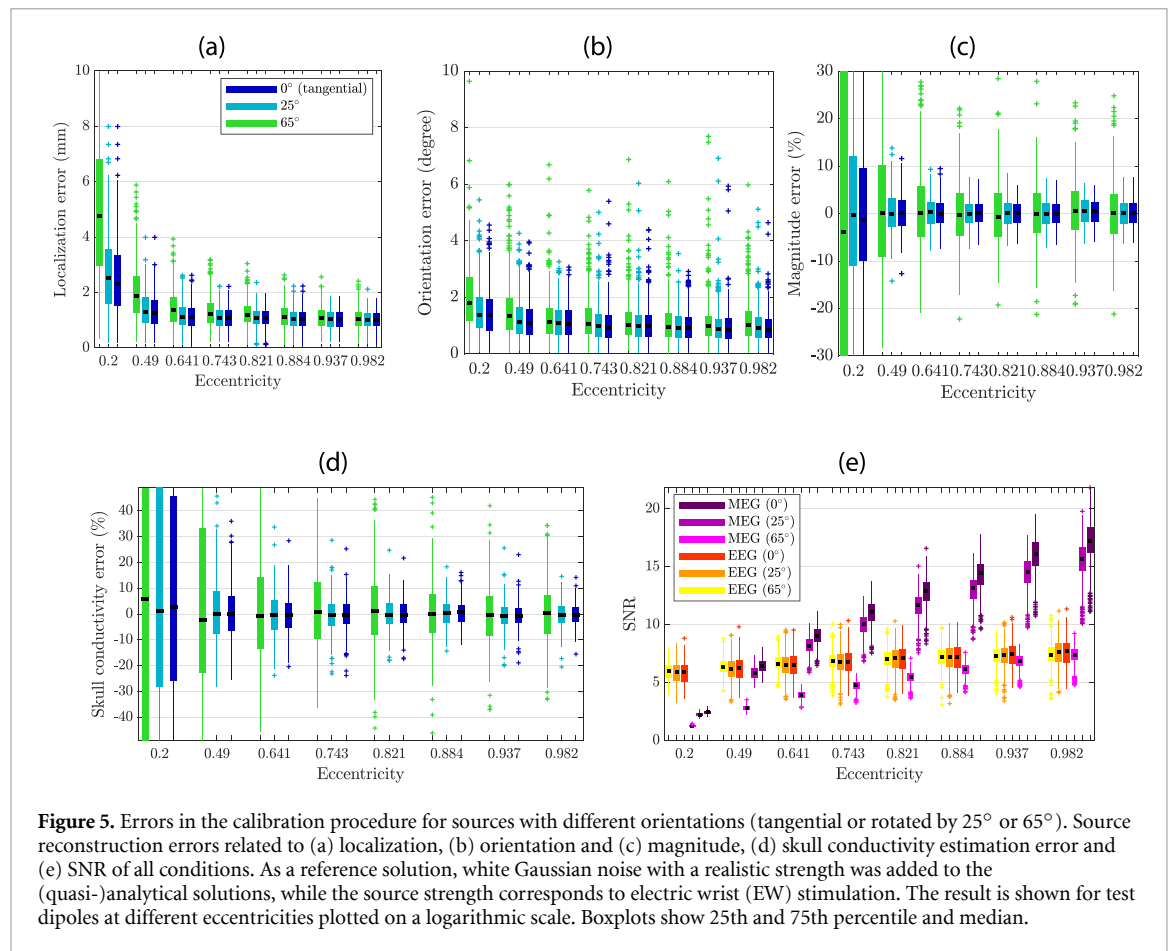 (a)
(b)
(c)
Localization error (mm)
10
8
6
4
2
0
0° (tangential)
25°
65°
0.2 0.49 0.641 0.743 0.821 0.884 0.937 0.982
Eccentricity
Orientation error (degree)
10
8
6
4
2
0
0.2 0.49 0.641 0.743 0.821 0.884 0.937 0.982
Eccentricity
Magnitude error (%)
30
20
10
0
-10
-20
-30
0.2 0.49 0.641 0.743 0.821 0.884 0.937 0.982
Eccentricity
(d)
(e)
Skull conductivity error (%)
40
30
20
10
0
-10
-20
-30
-40
0.2 0.49 0.641 0.743 0.821 0.884 0.937 0.982
Eccentricity
SNR
20
15
10
5
0
MEG (0°)
MEG (25°)
MEG (65°)
EEG (0°)
EEG (25°)
EEG (65°)
0.2 0.49 0.641 0.743 0.821 0.884 0.937 0.982
Eccentricity
Figure 5. Errors in the calibration procedure for sources with different orientations (tangential or rotated by 25° or 65°). Source
reconstruction errors related to (a) localization, (b) orientation and (c) magnitude, (d) skull conductivity estimation error and
(e) SNR of all conditions. As a reference solution, white Gaussian noise with a realistic strength was added to the
(quasi-)analytical solutions, while the source strength corresponds to electric wrist (EW) stimulation. The result is shown for test
dipoles at different eccentricities plotted on a logarithmic scale. Boxplots show 25th and 75th percentile and median.